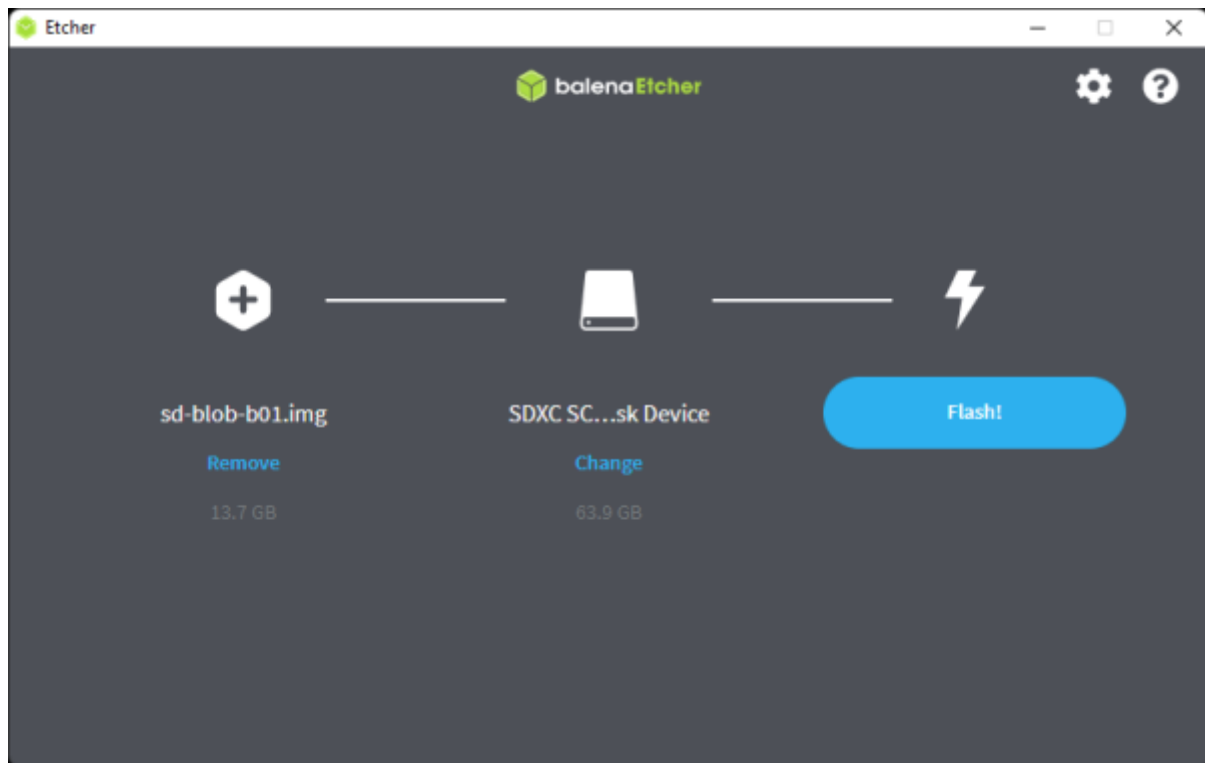 Etcher
balenaEtcher
sd-blob-b01.img
SDXC SC...sk Device
Flash!
Remove
Change
13.7 GB
63.9 GB